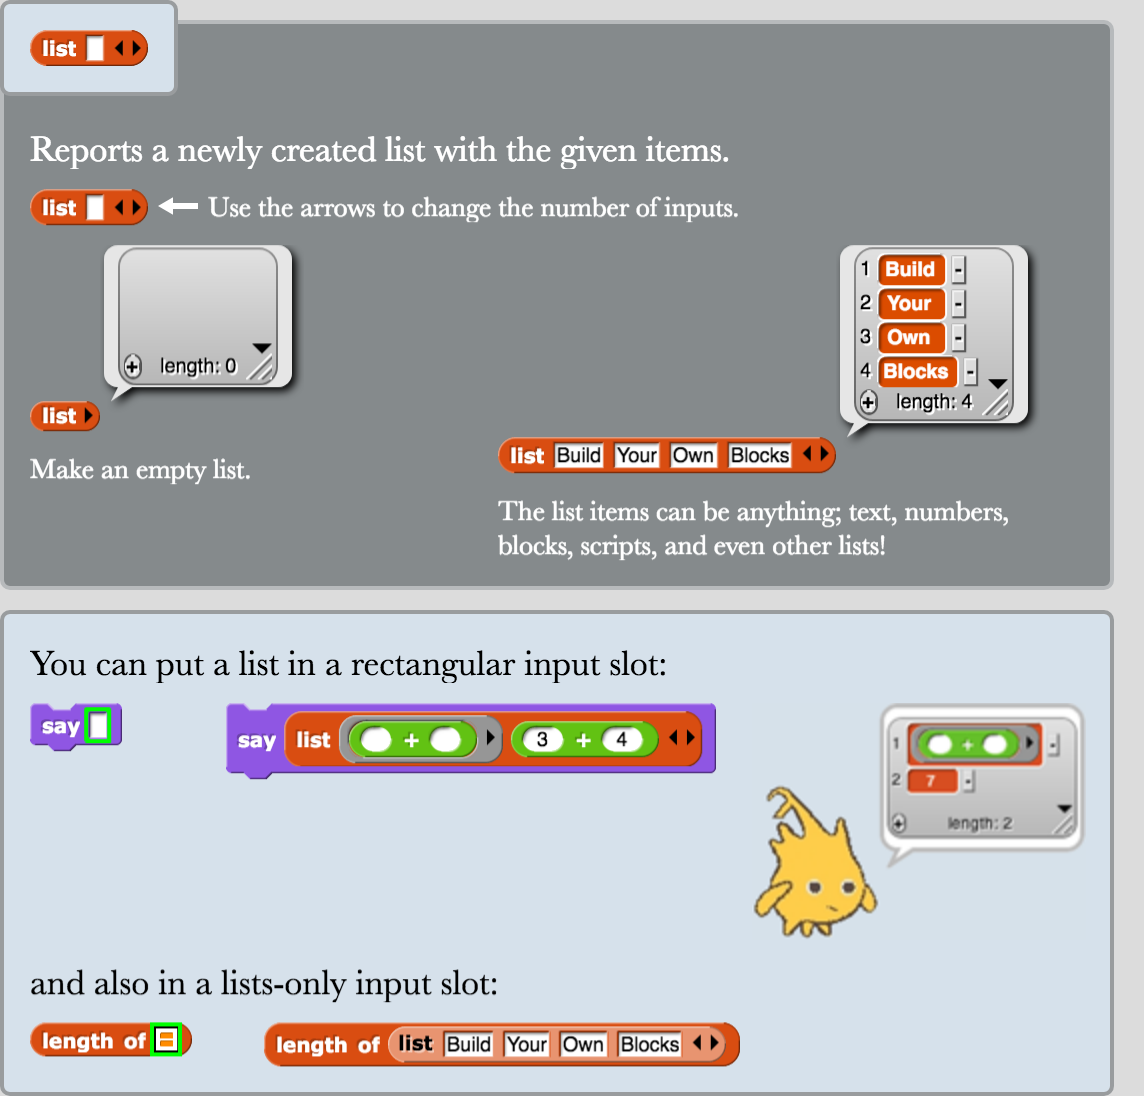 list
Reports a newly created list with the given items.
list
Use the arrows to change the number of inputs.
length: 0
list
Make an empty list.
1 Build -
2 Your -
3 Own -
4 Blocks -
+ length: 4
list Build Your Own Blocks
The list items can be anything; text, numbers,
blocks, scripts, and even other lists!
You can put a list in a rectangular input slot:
say
say list + 3 + 4
1 + -
2 7 -
+ length: 2
and also in a lists-only input slot:
length of
length of list Build Your Own Blocks